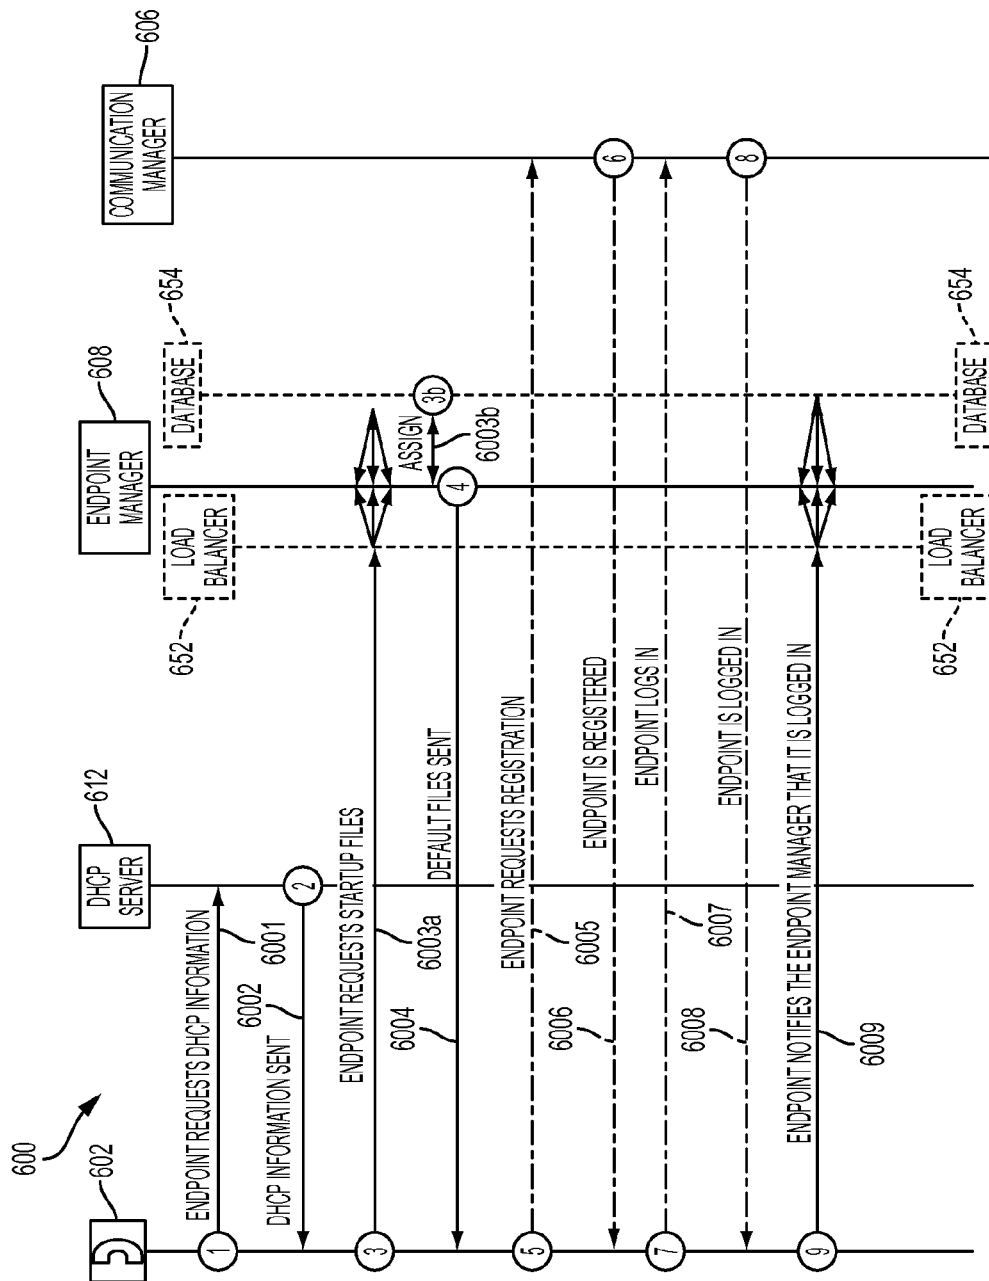 600
602
DHCP
SERVER
612
ENDPOINT
MANAGER
608
COMMUNICATION
MANAGER
606
LOAD
BALANCER
652
DATABASE
654
1
ENDPOINT REQUESTS DHCP INFORMATION
6001
2
DHCP INFORMATION SENT
6002
3
ENDPOINT REQUESTS STARTUP FILES
6003a
ASSIGN
3b
6003b
4
DEFAULT FILES SENT
6004
5
ENDPOINT REQUESTS REGISTRATION
6005
6
ENDPOINT IS REGISTERED
6006
7
ENDPOINT LOGS IN
6007
8
ENDPOINT IS LOGGED IN
6008
9
ENDPOINT NOTIFIES THE ENDPOINT MANAGER THAT IT IS LOGGED IN
6009
LOAD
BALANCER
652
DATABASE
654